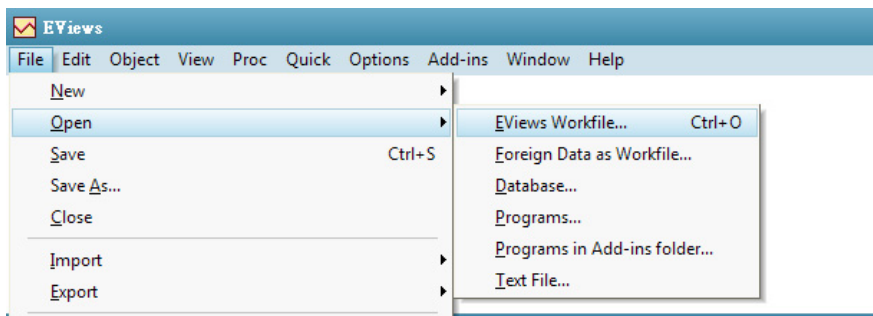 EViews
File Edit Object View Proc Quick Options Add-ins Window Help
New
Open
Save Ctrl+S
Save As...
Close
Import
Export
EViews Workfile... Ctrl+O
Foreign Data as Workfile...
Database...
Programs...
Programs in Add-ins folder...
Text File...